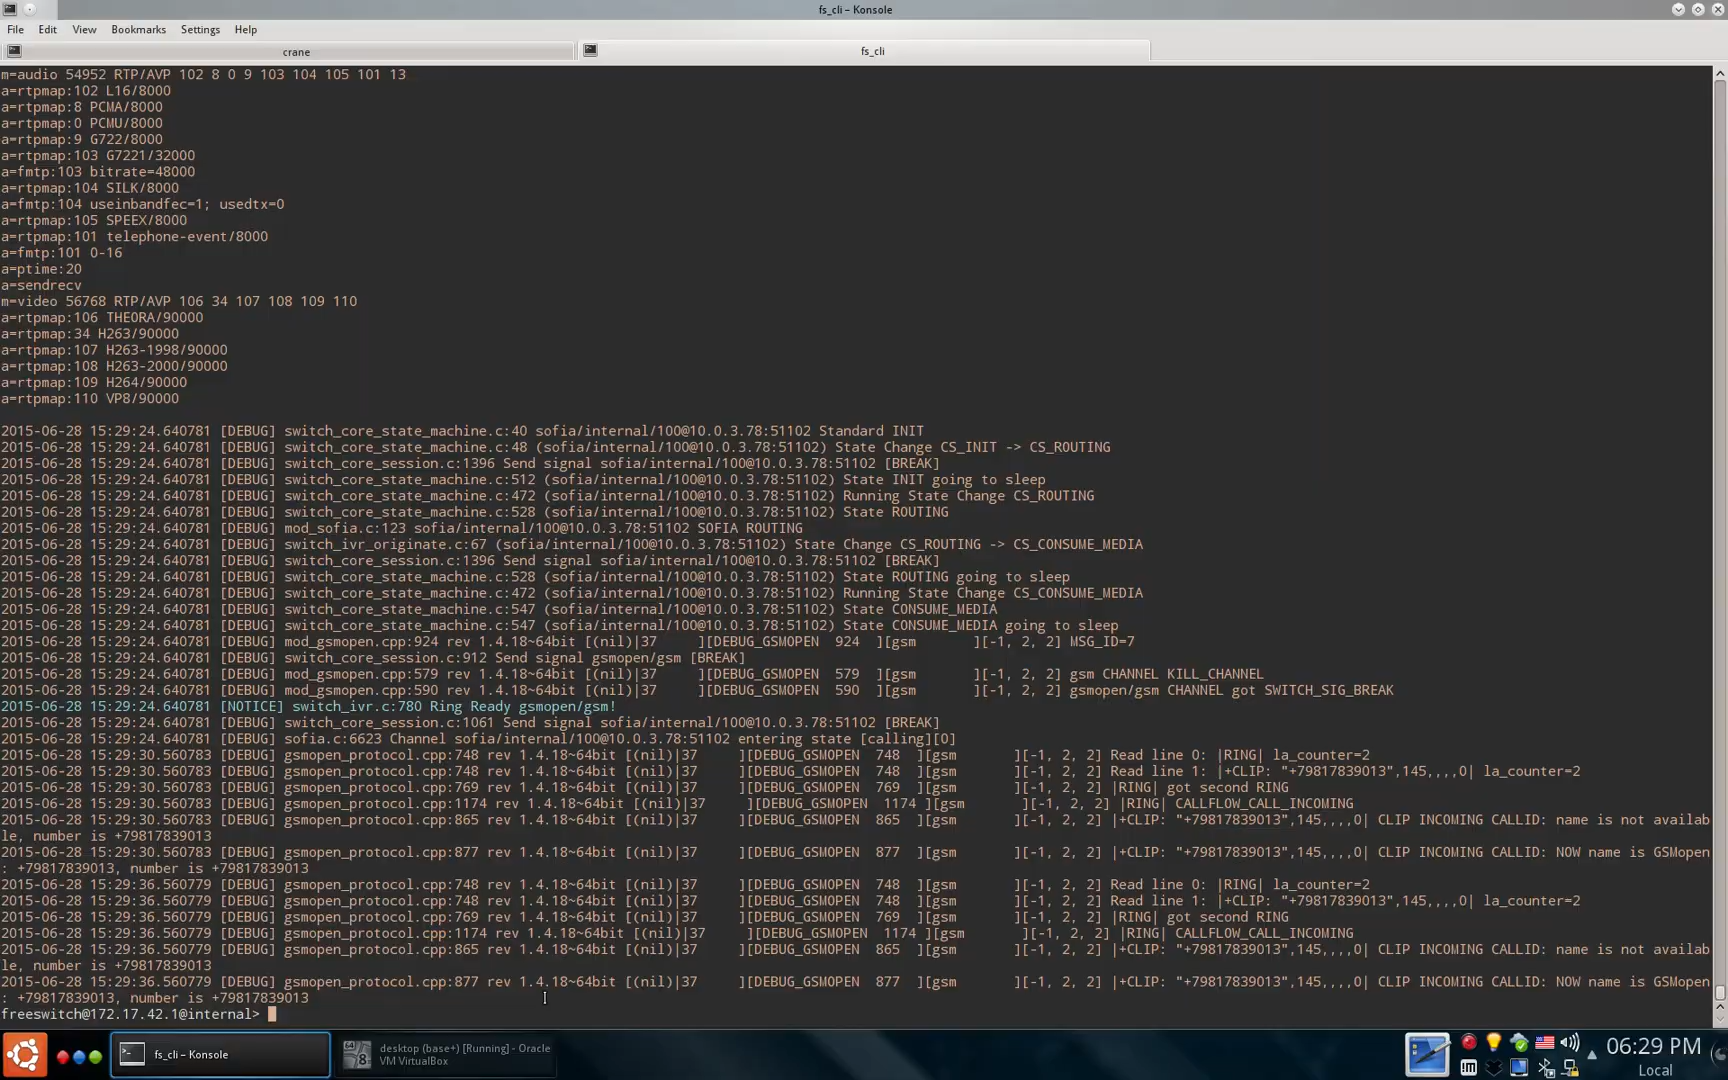 fs_cli – Konsole
File Edit View Bookmarks Settings Help
crane
fs_cli
m=audio 54952 RTP/AVP 102 8 0 9 103 104 105 101 13
a=rtpmap:102 L16/8000
a=rtpmap:8 PCMA/8000
a=rtpmap:0 PCMU/8000
a=rtpmap:9 G722/8000
a=rtpmap:103 G7221/32000
a=fmtp:103 bitrate=48000
a=rtpmap:104 SILK/8000
a=fmtp:104 useinbandfec=1; usedtx=0
a=rtpmap:105 SPEEX/8000
a=rtpmap:101 telephone-event/8000
a=fmtp:101 0-16
a=ptime:20
a=sendrecv
m=video 56768 RTP/AVP 106 34 107 108 109 110
a=rtpmap:106 THEORA/90000
a=rtpmap:34 H263/90000
a=rtpmap:107 H263-1998/90000
a=rtpmap:108 H263-2000/90000
a=rtpmap:109 H264/90000
a=rtpmap:110 VP8/90000
2015-06-28 15:29:24.640781 [DEBUG] switch_core_state_machine.c:40 sofia/internal/100@10.0.3.78:51102 Standard INIT
2015-06-28 15:29:24.640781 [DEBUG] switch_core_state_machine.c:48 (sofia/internal/100@10.0.3.78:51102) State Change CS_INIT -> CS_ROUTING
2015-06-28 15:29:24.640781 [DEBUG] switch_core_session.c:1396 Send signal sofia/internal/100@10.0.3.78:51102 [BREAK]
2015-06-28 15:29:24.640781 [DEBUG] switch_core_state_machine.c:512 (sofia/internal/100@10.0.3.78:51102) State INIT going to sleep
2015-06-28 15:29:24.640781 [DEBUG] switch_core_state_machine.c:472 (sofia/internal/100@10.0.3.78:51102) Running State Change CS_ROUTING
2015-06-28 15:29:24.640781 [DEBUG] switch_core_state_machine.c:528 (sofia/internal/100@10.0.3.78:51102) State ROUTING
2015-06-28 15:29:24.640781 [DEBUG] mod_sofia.c:123 sofia/internal/100@10.0.3.78:51102 SOFIA ROUTING
2015-06-28 15:29:24.640781 [DEBUG] switch_ivr_originate.c:67 (sofia/internal/100@10.0.3.78:51102) State Change CS_ROUTING -> CS_CONSUME_MEDIA
2015-06-28 15:29:24.640781 [DEBUG] switch_core_session.c:1396 Send signal sofia/internal/100@10.0.3.78:51102 [BREAK]
2015-06-28 15:29:24.640781 [DEBUG] switch_core_state_machine.c:528 (sofia/internal/100@10.0.3.78:51102) State ROUTING going to sleep
2015-06-28 15:29:24.640781 [DEBUG] switch_core_state_machine.c:472 (sofia/internal/100@10.0.3.78:51102) Running State Change CS_CONSUME_MEDIA
2015-06-28 15:29:24.640781 [DEBUG] switch_core_state_machine.c:547 (sofia/internal/100@10.0.3.78:51102) State CONSUME_MEDIA
2015-06-28 15:29:24.640781 [DEBUG] switch_core_state_machine.c:547 (sofia/internal/100@10.0.3.78:51102) State CONSUME_MEDIA going to sleep
2015-06-28 15:29:24.640781 [DEBUG] mod_gsmopen.cpp:924 rev 1.4.18~64bit [(nil)|37 ][DEBUG_GSMOPEN 924 ][gsm ][-1, 2, 2] MSG_ID=7
2015-06-28 15:29:24.640781 [DEBUG] switch_core_session.c:912 Send signal gsmopen/gsm [BREAK]
2015-06-28 15:29:24.640781 [DEBUG] mod_gsmopen.cpp:579 rev 1.4.18~64bit [(nil)|37 ][DEBUG_GSMOPEN 579 ][gsm ][-1, 2, 2] gsm CHANNEL KILL_CHANNEL
2015-06-28 15:29:24.640781 [DEBUG] mod_gsmopen.cpp:590 rev 1.4.18~64bit [(nil)|37 ][DEBUG_GSMOPEN 590 ][gsm ][-1, 2, 2] gsmopen/gsm CHANNEL got SWITCH_SIG_BREAK
2015-06-28 15:29:24.640781 [NOTICE] switch_ivr.c:780 Ring Ready gsmopen/gsm!
2015-06-28 15:29:24.640781 [DEBUG] switch_core_session.c:1061 Send signal sofia/internal/100@10.0.3.78:51102 [BREAK]
2015-06-28 15:29:24.640781 [DEBUG] sofia.c:6623 Channel sofia/internal/100@10.0.3.78:51102 entering state [calling][0]
2015-06-28 15:29:30.560783 [DEBUG] gsmopen_protocol.cpp:748 rev 1.4.18~64bit [(nil)|37 ][DEBUG_GSMOPEN 748 ][gsm ][-1, 2, 2] Read line 0: |RING| la_counter=2
2015-06-28 15:29:30.560783 [DEBUG] gsmopen_protocol.cpp:748 rev 1.4.18~64bit [(nil)|37 ][DEBUG_GSMOPEN 748 ][gsm ][-1, 2, 2] Read line 1: |+CLIP: "+79817839013",145,,,,0| la_counter=2
2015-06-28 15:29:30.560783 [DEBUG] gsmopen_protocol.cpp:769 rev 1.4.18~64bit [(nil)|37 ][DEBUG_GSMOPEN 769 ][gsm ][-1, 2, 2] |RING| got second RING
2015-06-28 15:29:30.560783 [DEBUG] gsmopen_protocol.cpp:1174 rev 1.4.18~64bit [(nil)|37 ][DEBUG_GSMOPEN 1174 ][gsm ][-1, 2, 2] |RING| CALLFLOW_CALL_INCOMING
2015-06-28 15:29:30.560783 [DEBUG] gsmopen_protocol.cpp:865 rev 1.4.18~64bit [(nil)|37 ][DEBUG_GSMOPEN 865 ][gsm ][-1, 2, 2] |+CLIP: "+79817839013",145,,,,0| CLIP INCOMING CALLID: name is not availab
le, number is +79817839013
2015-06-28 15:29:30.560783 [DEBUG] gsmopen_protocol.cpp:877 rev 1.4.18~64bit [(nil)|37 ][DEBUG_GSMOPEN 877 ][gsm ][-1, 2, 2] |+CLIP: "+79817839013",145,,,,0| CLIP INCOMING CALLID: NOW name is GSMopen
: +79817839013, number is +79817839013
2015-06-28 15:29:36.560779 [DEBUG] gsmopen_protocol.cpp:748 rev 1.4.18~64bit [(nil)|37 ][DEBUG_GSMOPEN 748 ][gsm ][-1, 2, 2] Read line 0: |RING| la_counter=2
2015-06-28 15:29:36.560779 [DEBUG] gsmopen_protocol.cpp:748 rev 1.4.18~64bit [(nil)|37 ][DEBUG_GSMOPEN 748 ][gsm ][-1, 2, 2] Read line 1: |+CLIP: "+79817839013",145,,,,0| la_counter=2
2015-06-28 15:29:36.560779 [DEBUG] gsmopen_protocol.cpp:769 rev 1.4.18~64bit [(nil)|37 ][DEBUG_GSMOPEN 769 ][gsm ][-1, 2, 2] |RING| got second RING
2015-06-28 15:29:36.560779 [DEBUG] gsmopen_protocol.cpp:1174 rev 1.4.18~64bit [(nil)|37 ][DEBUG_GSMOPEN 1174 ][gsm ][-1, 2, 2] |RING| CALLFLOW_CALL_INCOMING
2015-06-28 15:29:36.560779 [DEBUG] gsmopen_protocol.cpp:865 rev 1.4.18~64bit [(nil)|37 ][DEBUG_GSMOPEN 865 ][gsm ][-1, 2, 2] |+CLIP: "+79817839013",145,,,,0| CLIP INCOMING CALLID: name is not availab
le, number is +79817839013
2015-06-28 15:29:36.560779 [DEBUG] gsmopen_protocol.cpp:877 rev 1.4.18~64bit [(nil)|37 ][DEBUG_GSMOPEN 877 ][gsm ][-1, 2, 2] |+CLIP: "+79817839013",145,,,,0| CLIP INCOMING CALLID: NOW name is GSMopen
: +79817839013, number is +79817839013
freeswitch@172.17.42.1@internal>
fs_cli – Konsole
desktop (base+) [Running] - Oracle
VM VirtualBox
06:29 PM
Local